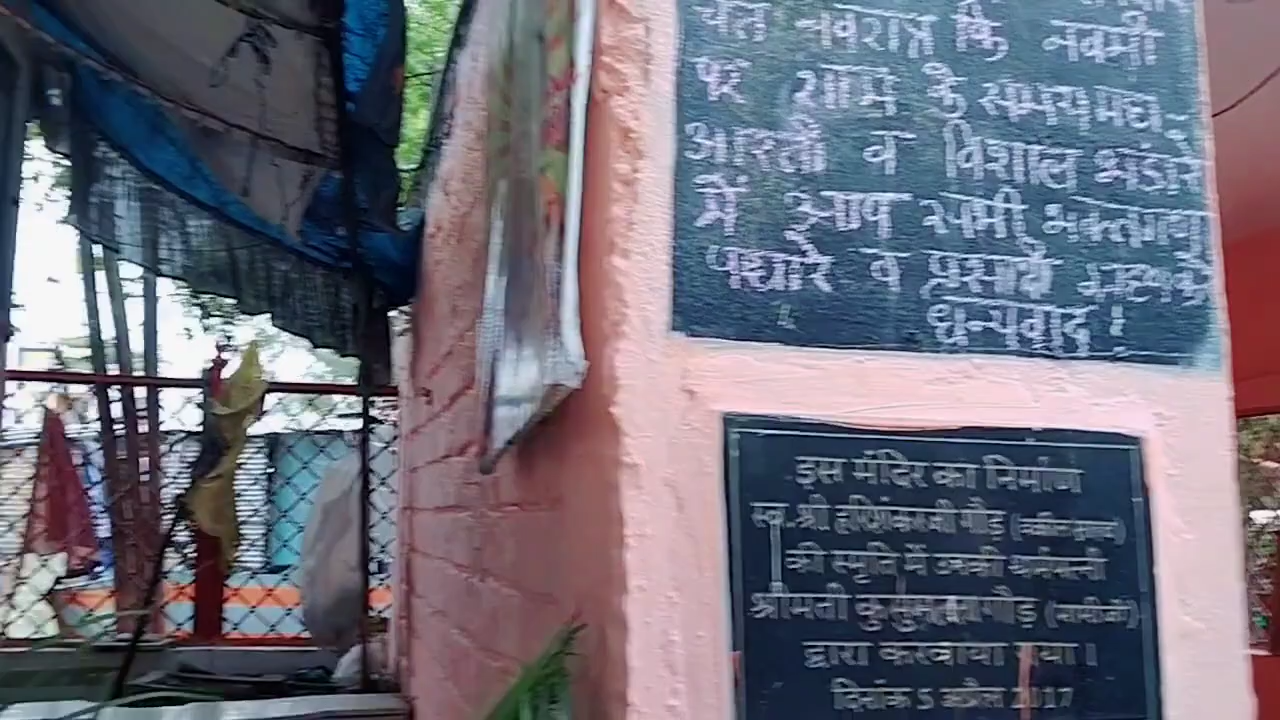 चैत नवरात्र कि नवमी
पर शाम के समय महा
आरती व विशाल भंडारे
में आप सभी भक्तगण
पधारे व प्रसादी ग्रहण करे
धन्यवाद !
इस मंदिर का निर्माण
स्व. श्री हरिशंकर जी गौड़
की स्मृति में उनकी धर्मपत्नी
श्रीमती कुसुमलता गौड़
द्वारा करवाया गया ।
दिनांक 5 अप्रैल 2017